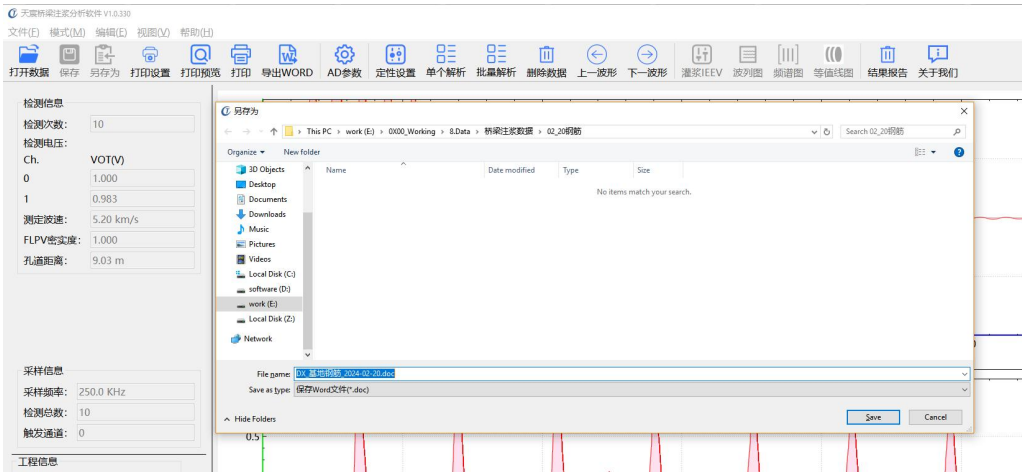 天宸桥梁注浆分析软件 V1.0.330
文件(F) 模式(M) 编辑(E) 视图(V) 帮助(H)
打开数据 保存 另存为 打印设置 打印预览 打印 导出WORD AD参数 定性设置 单个解析 批量解析 删除数据 上一波形 下一波形 灌浆IEEV 波列图 频谱图 等值线图 结果报告 关于我们
检测信息
检测次数: 10
检测电压:
Ch. VOT(V)
0 1.000
1 0.983
测定波速: 5.20 km/s
FLPV密实度: 1.000
孔道距离: 9.03 m
采样信息
采样频率: 250.0 KHz
检测总数: 10
触发通道: 0
工程信息
另存为
This PC > work (E:) > 0X00_Working > 8.Data > 桥梁注浆数据 > 02_20钢筋
Search 02_20钢筋
Organize New folder
Name Date modified Type Size
No items match your search.
3D Objects
Desktop
Documents
Downloads
Music
Pictures
Videos
Local Disk (C:)
software (D:)
work (E:)
Local Disk (Z:)
Network
File name: DX_基地钢筋_2024-02-20.doc
Save as type: 保存Word文件(*.doc)
Hide Folders Save Cancel
0.5